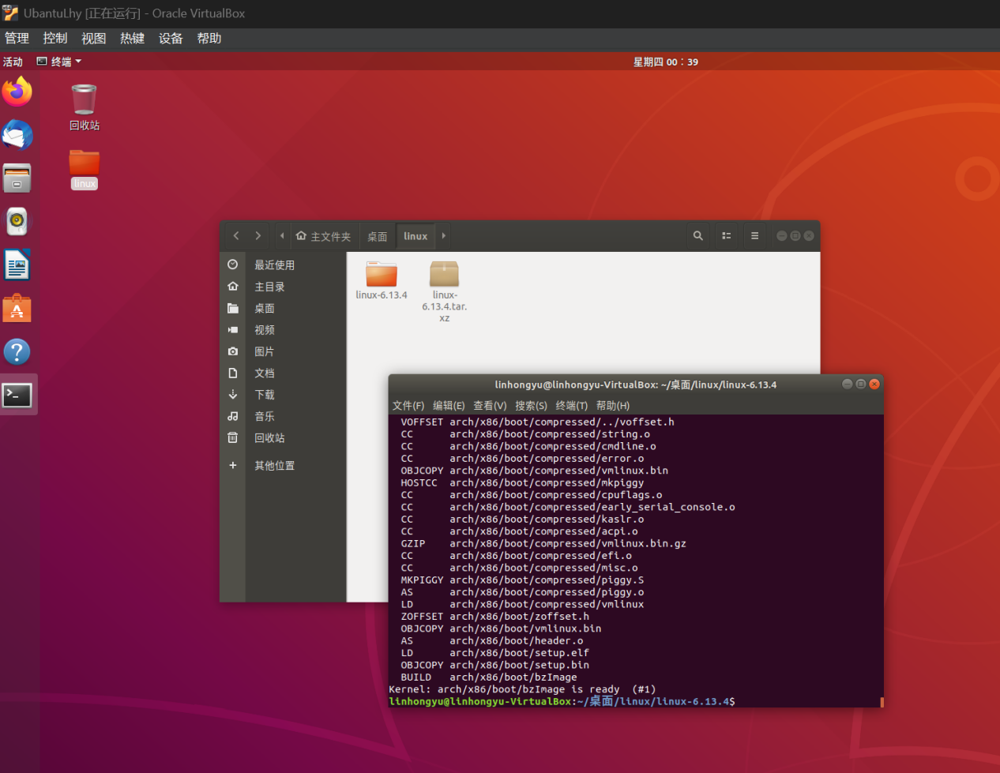 UbantuLhy [正在运行] - Oracle VirtualBox
管理 控制 视图 热键 设备 帮助
活动 终端 星期四 00：39
回收站
linux
主文件夹 桌面 linux
最近使用
主目录
桌面
视频
图片
文档
下载
音乐
回收站
其他位置
linux-6.13.4
linux-
6.13.4.tar.
xz
linhongyu@linhongyu-VirtualBox: ~/桌面/linux/linux-6.13.4
文件(F) 编辑(E) 查看(V) 搜索(S) 终端(T) 帮助(H)
VOFFSET arch/x86/boot/compressed/../voffset.h
CC arch/x86/boot/compressed/string.o
CC arch/x86/boot/compressed/cmdline.o
CC arch/x86/boot/compressed/error.o
OBJCOPY arch/x86/boot/compressed/vmlinux.bin
HOSTCC arch/x86/boot/compressed/mkpiggy
CC arch/x86/boot/compressed/cpuflags.o
CC arch/x86/boot/compressed/early_serial_console.o
CC arch/x86/boot/compressed/kaslr.o
CC arch/x86/boot/compressed/acpi.o
GZIP arch/x86/boot/compressed/vmlinux.bin.gz
CC arch/x86/boot/compressed/efi.o
CC arch/x86/boot/compressed/misc.o
MKPIGGY arch/x86/boot/compressed/piggy.S
AS arch/x86/boot/compressed/piggy.o
LD arch/x86/boot/compressed/vmlinux
ZOFFSET arch/x86/boot/zoffset.h
OBJCOPY arch/x86/boot/vmlinux.bin
AS arch/x86/boot/header.o
LD arch/x86/boot/setup.elf
OBJCOPY arch/x86/boot/setup.bin
BUILD arch/x86/boot/bzImage
Kernel: arch/x86/boot/bzImage is ready (#1)
linhongyu@linhongyu-VirtualBox:~/桌面/linux/linux-6.13.4$